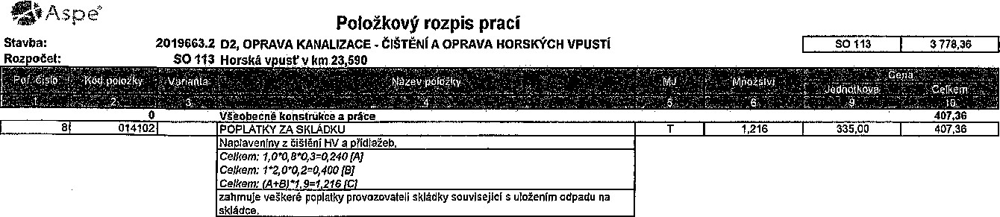 Aspe®
Položkový rozpis prací
Stavba: 2019663.2 D2, OPRAVA KANALIZACE - ČIŠTĚNÍ A OPRAVA HORSKÝCH VPUSTÍ SO 113 3 778,36
Rozpočet: SO 113 Horská vpusť v km 23,590
Poř. číslo Kód položky Varianta Název položky MJ Množství Cena
Jednotková Celkem
1 2 3 4 5 6 9 10
0 Všeobecné konstrukce a práce 407,36
8 014102 POPLATKY ZA SKLÁDKU T 1,216 335,00 407,36
Naplaveniny z čištění HV a přídlažeb.
Celkem: 1,0*0,8*0,3=0,240 [A]
Celkem: 1*2,0*0,2=0,400 [B]
Celkem: (A+B)*1,9=1,216 [C]
zahrnuje veškeré poplatky provozovateli skládky související s uložením odpadu na
skládce.